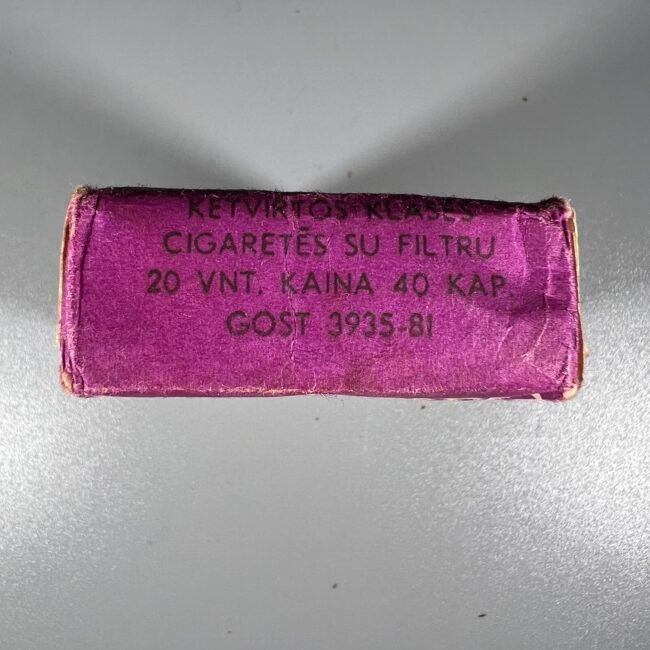 KETVIRTOS KLASĖS
CIGARETĖS SU FILTRU
20 VNT. KAINA 40 KAP.
GOST 3935-81